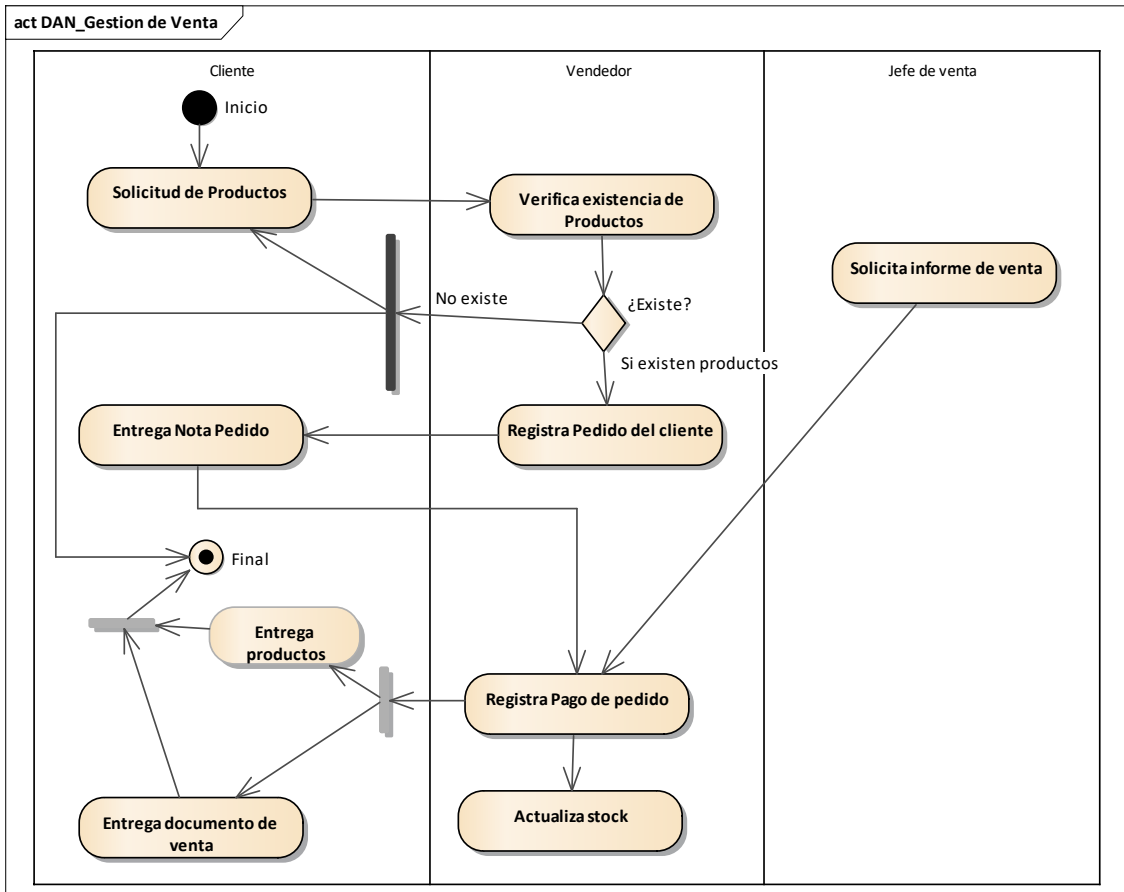 act DAN_Gestion de Venta
Cliente
Vendedor
Jefe de venta
Inicio
Solicitud de Productos
Verifica existencia de
Productos
Solicita informe de venta
No existe
¿Existe?
Si existen productos
Entrega Nota Pedido
Registra Pedido del cliente
Final
Entrega
productos
Registra Pago de pedido
Entrega documento de
venta
Actualiza stock